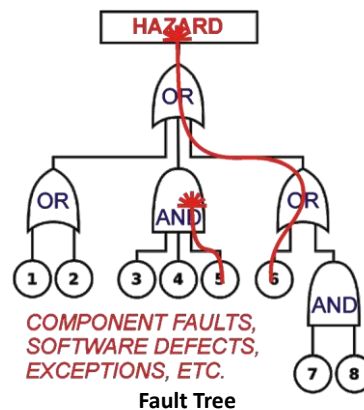 HAZARD
OR
OR
AND
OR
1 2 3 4 5 6
AND
COMPONENT FAULTS,
SOFTWARE DEFECTS,
EXCEPTIONS, ETC.
7 8
Fault Tree